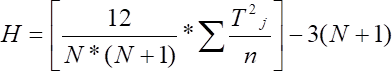 H = [ 12 / N * (N + 1) * ∑ T²j / n ] − 3(N + 1)